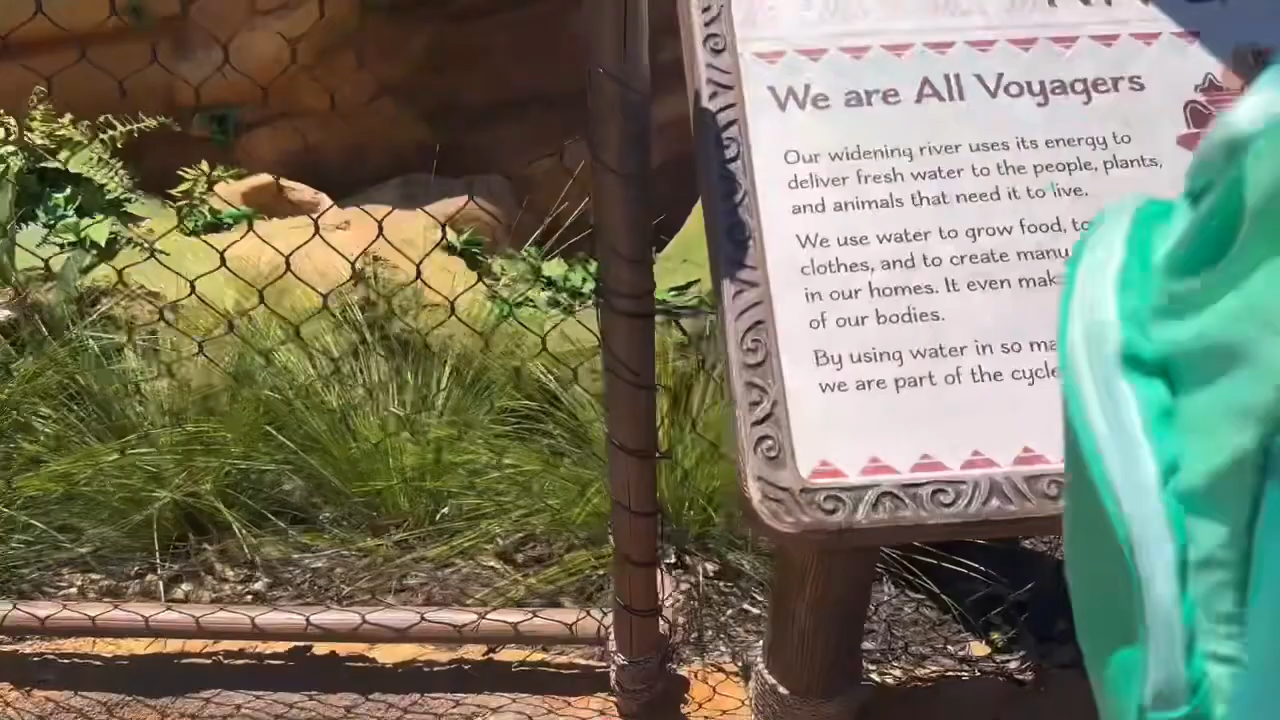 We are All Voyagers
Our widening river uses its energy to
deliver fresh water to the people, plants,
and animals that need it to live.
We use water to grow food, to
clothes, and to create manu
in our homes. It even mak
of our bodies.
By using water in so ma
we are part of the cycle